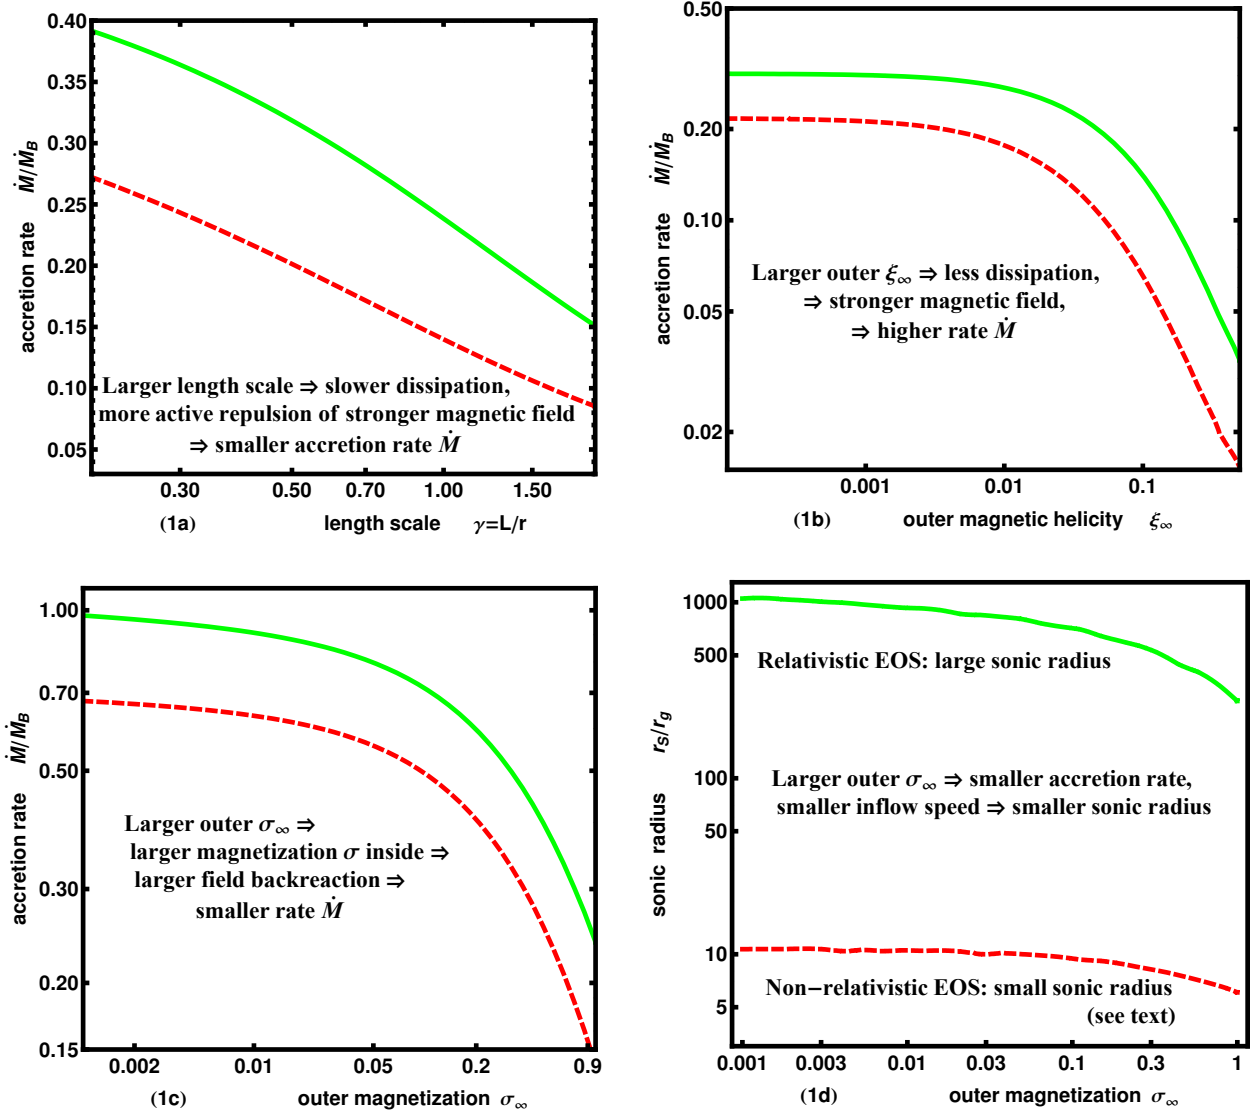 0.40
0.35
0.30
0.25
0.20
0.15
0.10
0.05
accretion rate Ṁ/Ṁ_B
Larger length scale ⇒ slower dissipation,
more active repulsion of stronger magnetic field
⇒ smaller accretion rate Ṁ
0.30 0.50 0.70 1.00 1.50
(1a) length scale γ=L/r
0.50
0.20
0.10
0.05
0.02
accretion rate Ṁ/Ṁ_B
Larger outer ξ∞ ⇒ less dissipation,
⇒ stronger magnetic field,
⇒ higher rate Ṁ
0.001 0.01 0.1
(1b) outer magnetic helicity ξ∞
1.00
0.70
0.50
0.30
0.20
0.15
accretion rate Ṁ/Ṁ_B
Larger outer σ∞ ⇒
larger magnetization σ inside ⇒
larger field backreaction ⇒
smaller rate Ṁ
0.002 0.01 0.05 0.2 0.9
(1c) outer magnetization σ∞
1000
500
100
50
10
5
sonic radius r_S/r_g
Relativistic EOS: large sonic radius
Larger outer σ∞ ⇒ smaller accretion rate,
smaller inflow speed ⇒ smaller sonic radius
Non−relativistic EOS: small sonic radius
(see text)
0.001 0.003 0.01 0.03 0.1 0.3 1
(1d) outer magnetization σ∞